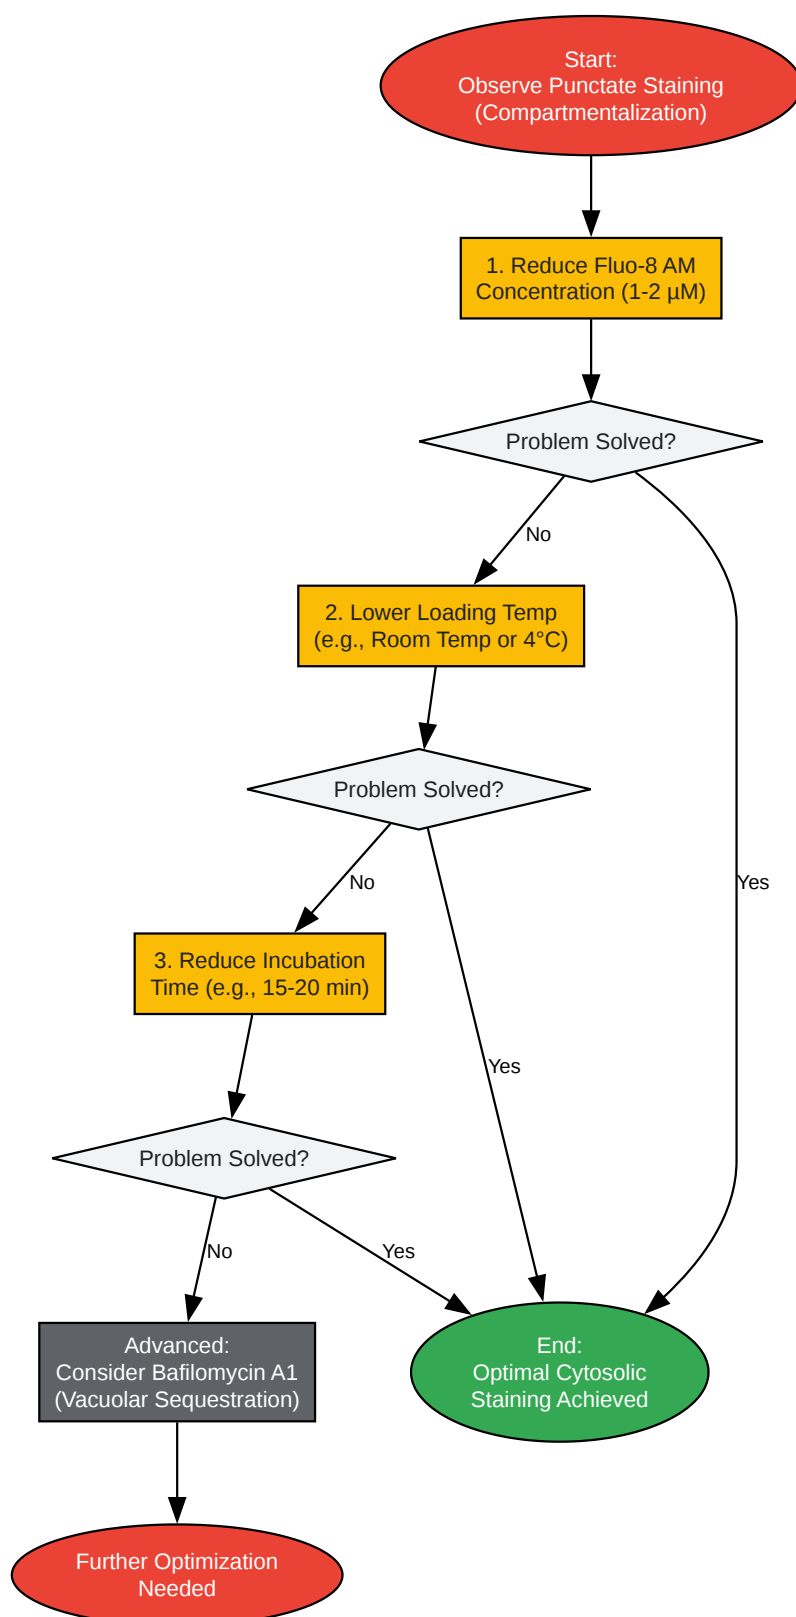 Start:
Observe Punctate Staining
(Compartmentalization)
1. Reduce Fluo-8 AM
Concentration (1-2 µM)
Problem Solved?
No
2. Lower Loading Temp
(e.g., Room Temp or 4°C)
Problem Solved?
No
Yes
3. Reduce Incubation
Time (e.g., 15-20 min)
Yes
Problem Solved?
No
Yes
Advanced:
Consider Bafilomycin A1
(Vacuolar Sequestration)
End:
Optimal Cytosolic
Staining Achieved
Further Optimization
Needed